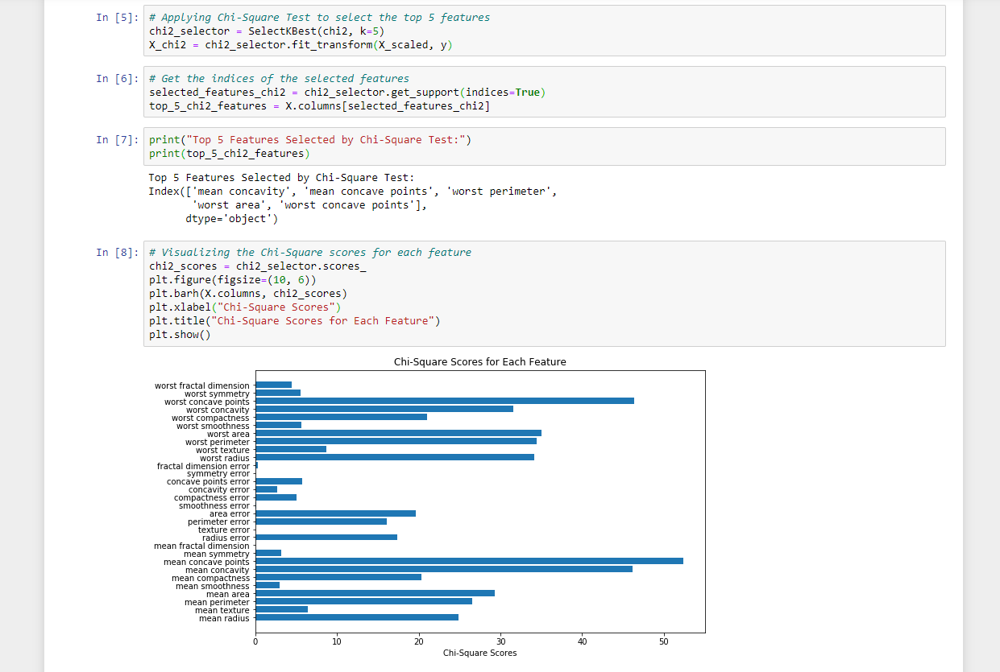 In [5]: # Applying Chi-Square Test to select the top 5 features
chi2_selector = SelectKBest(chi2, k=5)
X_chi2 = chi2_selector.fit_transform(X_scaled, y)
In [6]: # Get the indices of the selected features
selected_features_chi2 = chi2_selector.get_support(indices=True)
top_5_chi2_features = X.columns[selected_features_chi2]
In [7]: print("Top 5 Features Selected by Chi-Square Test:")
print(top_5_chi2_features)
Top 5 Features Selected by Chi-Square Test:
Index(['mean concavity', 'mean concave points', 'worst perimeter',
'worst area', 'worst concave points'],
dtype='object')
In [8]: # Visualizing the Chi-Square scores for each feature
chi2_scores = chi2_selector.scores_
plt.figure(figsize=(10, 6))
plt.barh(X.columns, chi2_scores)
plt.xlabel("Chi-Square Scores")
plt.title("Chi-Square Scores for Each Feature")
plt.show()
Chi-Square Scores for Each Feature
worst fractal dimension
worst symmetry
worst concave points
worst concavity
worst compactness
worst smoothness
worst area
worst perimeter
worst texture
worst radius
fractal dimension error
symmetry error
concave points error
concavity error
compactness error
smoothness error
area error
perimeter error
texture error
radius error
mean fractal dimension
mean symmetry
mean concave points
mean concavity
mean compactness
mean smoothness
mean area
mean perimeter
mean texture
mean radius
0 10 20 30 40 50
Chi-Square Scores